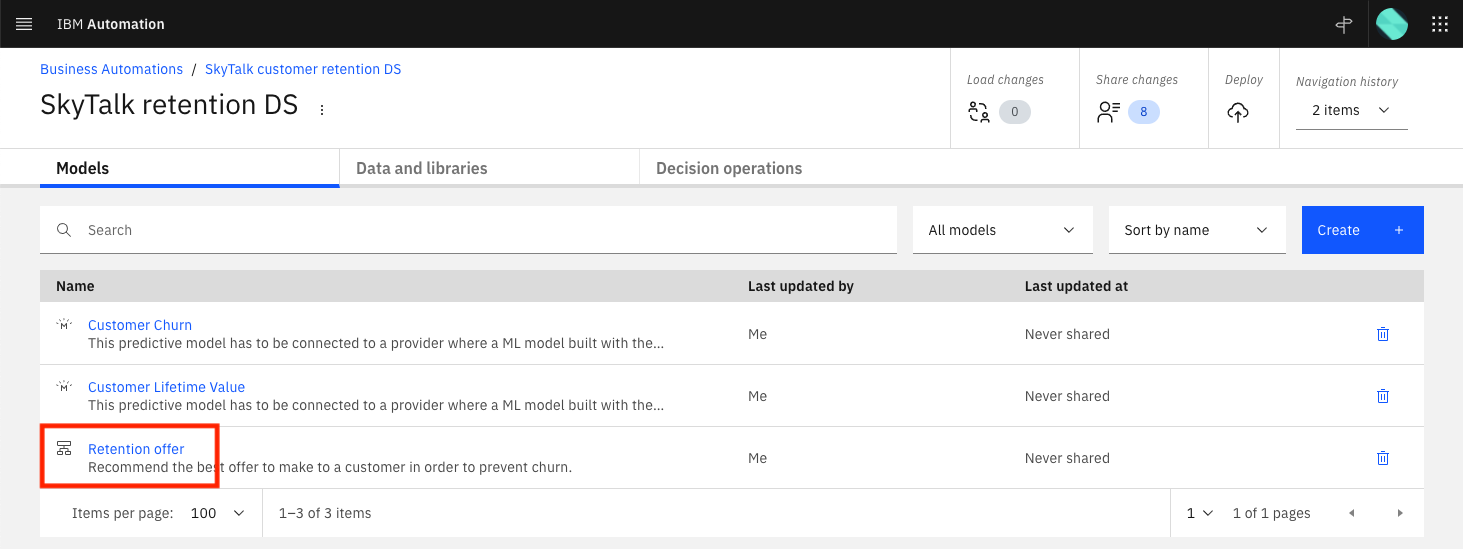 IBM Automation
Business Automations / SkyTalk customer retention DS
SkyTalk retention DS
Load changes
0
Share changes
8
Deploy
Navigation history
2 items
Models
Data and libraries
Decision operations
Search
All models
Sort by name
Create +
Name
Last updated by
Last updated at
M
Customer Churn
This predictive model has to be connected to a provider where a ML model built with the...
Me
Never shared
M
Customer Lifetime Value
This predictive model has to be connected to a provider where a ML model built with the...
Me
Never shared
Retention offer
Recommend the best offer to make to a customer in order to prevent churn.
Me
Never shared
Items per page: 100
1–3 of 3 items
1
1 of 1 pages